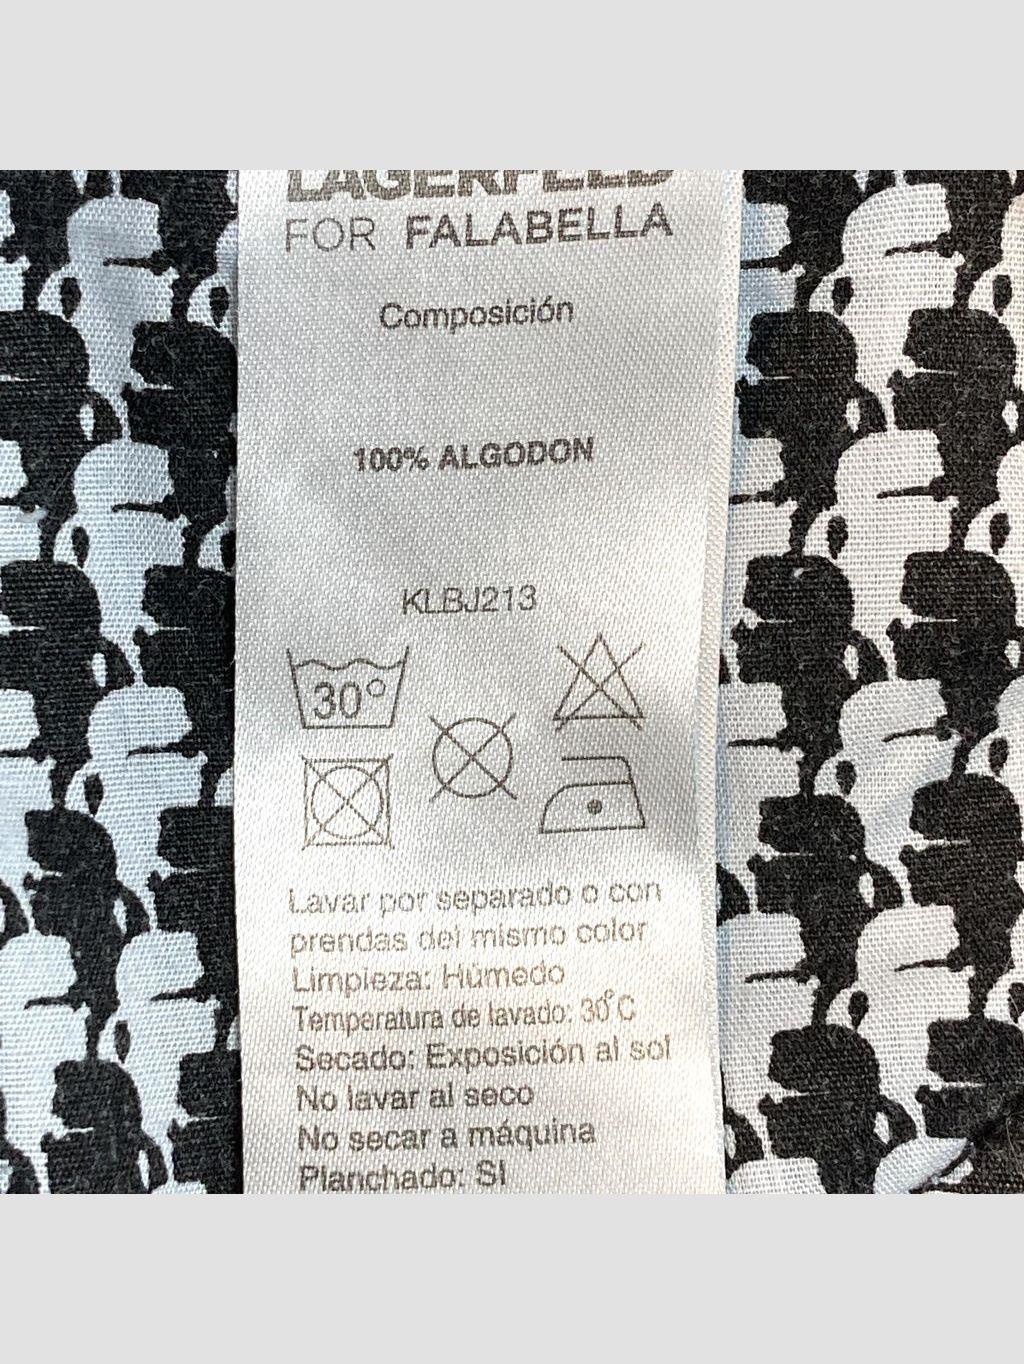 LAGERFELD
FOR FALABELLA
Composición
100% ALGODON
KLBJ213
30°
Lavar por separado o con
prendas del mismo color
Limpieza: Húmedo
Temperatura de lavado: 30°C
Secado: Exposición al sol
No lavar al seco
No secar a máquina
Planchado: SI